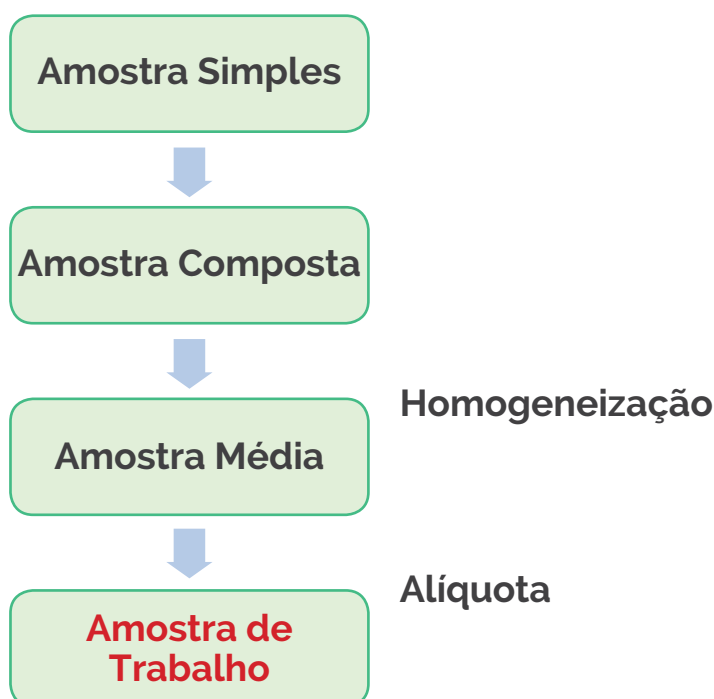 Amostra Simples
Amostra Composta
Homogeneização
Amostra Média
Alíquota
Amostra de
Trabalho